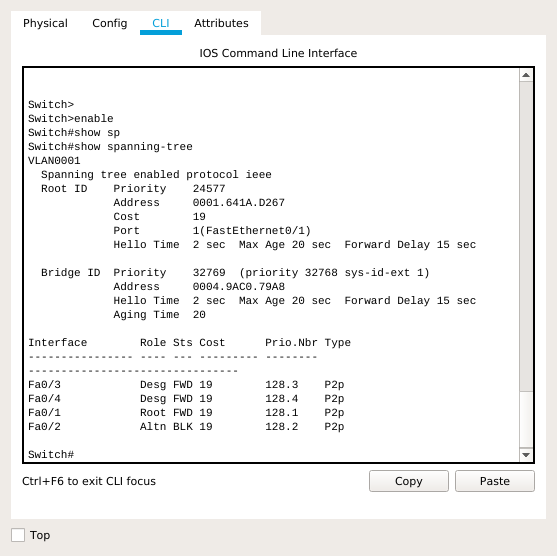 Physical Config CLI Attributes
IOS Command Line Interface
Switch>
Switch>enable
Switch#show sp
Switch#show spanning-tree
VLAN0001
  Spanning tree enabled protocol ieee
  Root ID    Priority    24577
             Address     0001.641A.D267
             Cost        19
             Port        1(FastEthernet0/1)
             Hello Time  2 sec  Max Age 20 sec  Forward Delay 15 sec

  Bridge ID  Priority    32769  (priority 32768 sys-id-ext 1)
             Address     0004.9AC0.79A8
             Hello Time  2 sec  Max Age 20 sec  Forward Delay 15 sec
             Aging Time  20

Interface        Role Sts Cost      Prio.Nbr Type
---------------- ---- --- --------- --------
--------------------------------
Fa0/3            Desg FWD 19        128.3    P2p
Fa0/4            Desg FWD 19        128.4    P2p
Fa0/1            Root FWD 19        128.1    P2p
Fa0/2            Altn BLK 19        128.2    P2p

Switch#
Ctrl+F6 to exit CLI focus
Copy Paste
Top